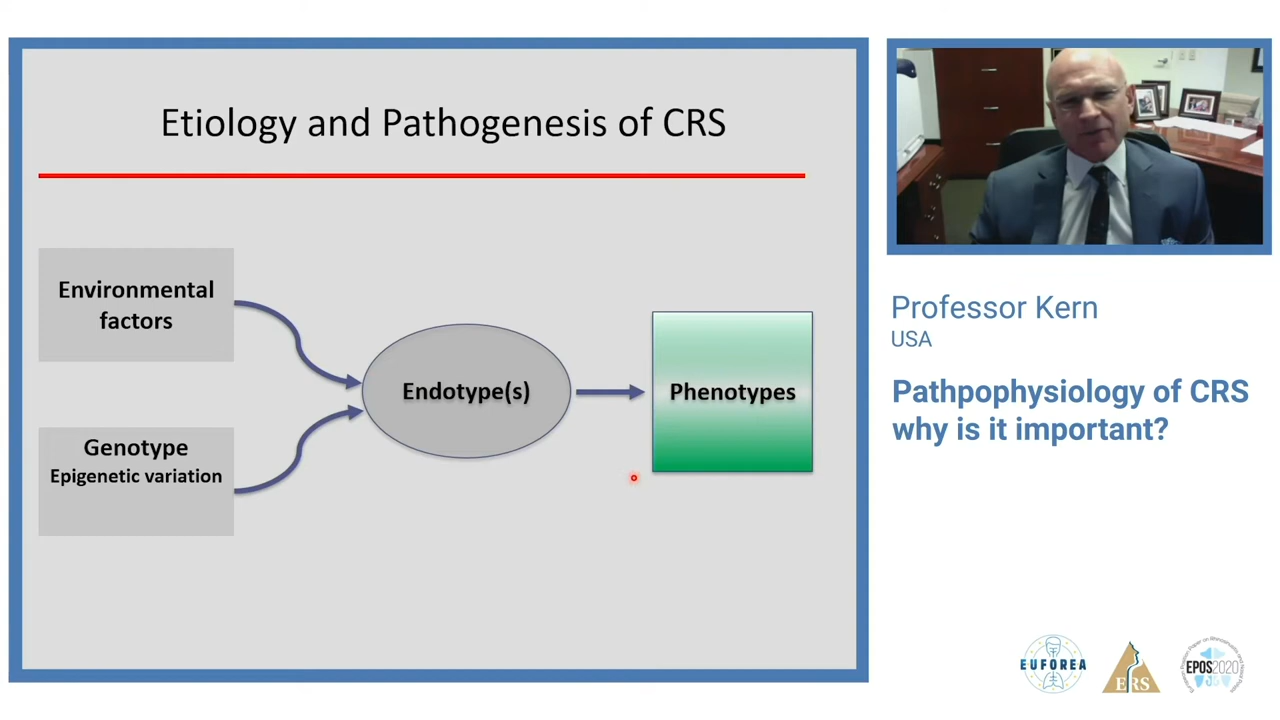 Etiology and Pathogenesis of CRS
Environmental
factors
Genotype
Epigenetic variation
Endotype(s)
Phenotypes
Professor Kern
USA
Pathpophysiology of CRS
why is it important?
EUFOREA
ERS
EPOS2020